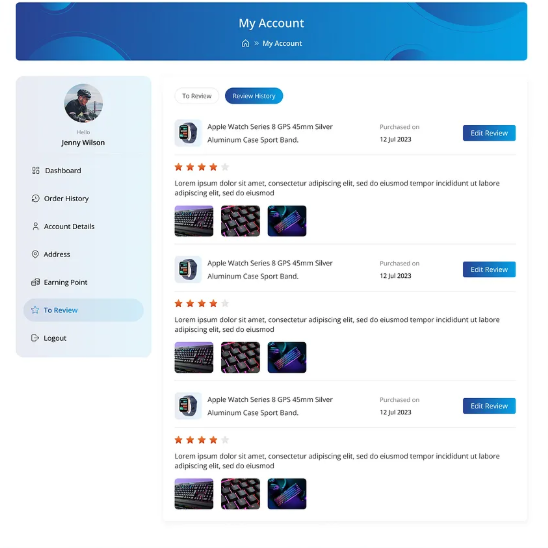 My Account
» My Account
Hello
Jenny Wilson
Dashboard
Order History
Account Details
Address
Earning Point
To Review
Logout
To Review
Review History
Apple Watch Series 8 GPS 45mm Silver
Aluminum Case Sport Band.
Purchased on
12 Jul 2023
Edit Review
Lorem ipsum dolor sit amet, consectetur adipiscing elit, sed do eiusmod tempor incididunt ut labore
adipiscing elit, sed do eiusmod
Apple Watch Series 8 GPS 45mm Silver
Aluminum Case Sport Band.
Purchased on
12 Jul 2023
Edit Review
Lorem ipsum dolor sit amet, consectetur adipiscing elit, sed do eiusmod tempor incididunt ut labore
adipiscing elit, sed do eiusmod
Apple Watch Series 8 GPS 45mm Silver
Aluminum Case Sport Band.
Purchased on
12 Jul 2023
Edit Review
Lorem ipsum dolor sit amet, consectetur adipiscing elit, sed do eiusmod tempor incididunt ut labore
adipiscing elit, sed do eiusmod